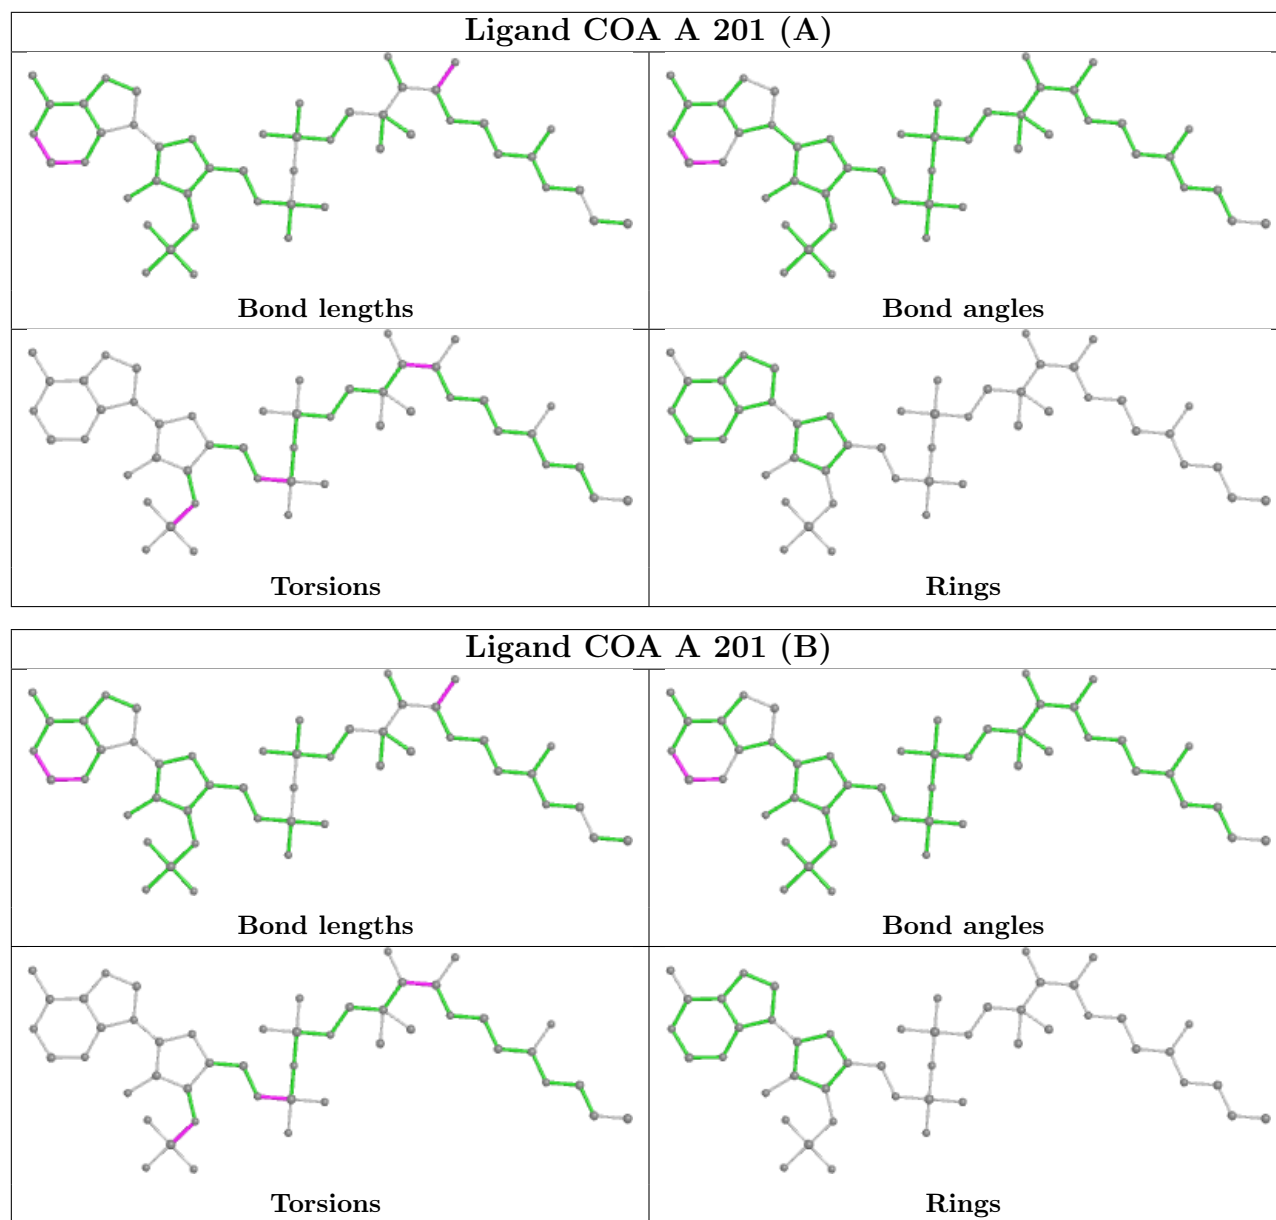 Ligand COA A 201 (A)
Bond lengths
Bond angles
Torsions
Rings
Ligand COA A 201 (B)
Bond lengths
Bond angles
Torsions
Rings